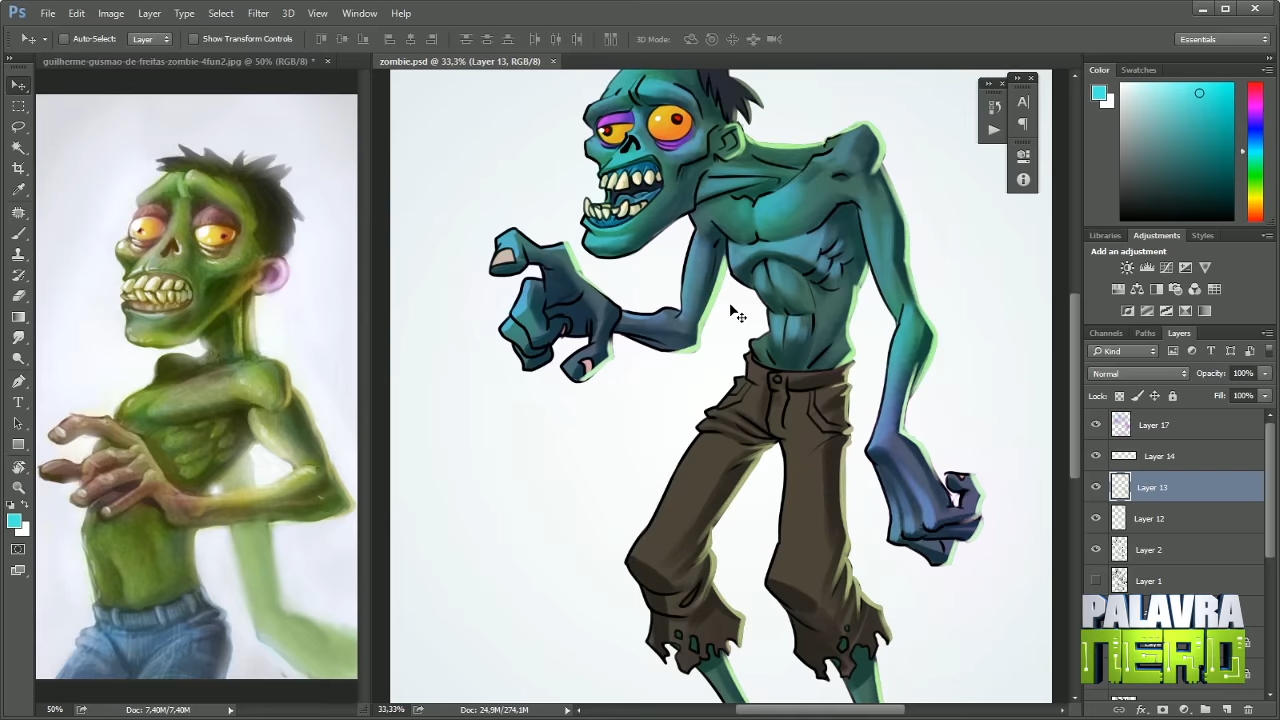 Ps File Edit Image Layer Type Select Filter 3D View Window Help
Auto-Select: Layer Show Transform Controls 3D Mode: Essentials
guilherme-gusmao-de-freitas-zombie-4fun2.jpg @ 50% (RGB/8) * ×
zombie.psd @ 33,3% (Layer 13, RGB/8) ×
Color Swatches
Libraries Adjustments Styles
Add an adjustment
Channels Paths Layers
Kind
Normal Opacity: 100%
Lock: Fill: 100%
Layer 17
Layer 14
Layer 13
Layer 12
Layer 2
Layer 1
PALAVRA
NERD
50% Doc: 7,40M/7,40M
33,33% Doc: 24,9M/274,1M